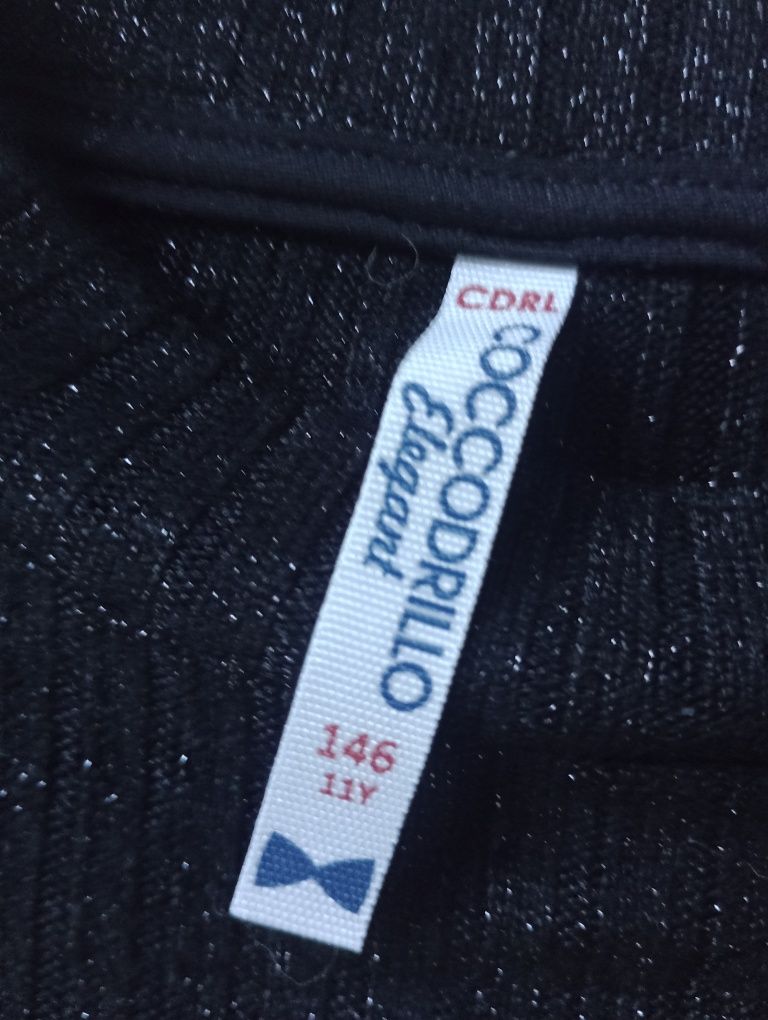 CDRL
COCCODRILLO
Elegant
146
11Y